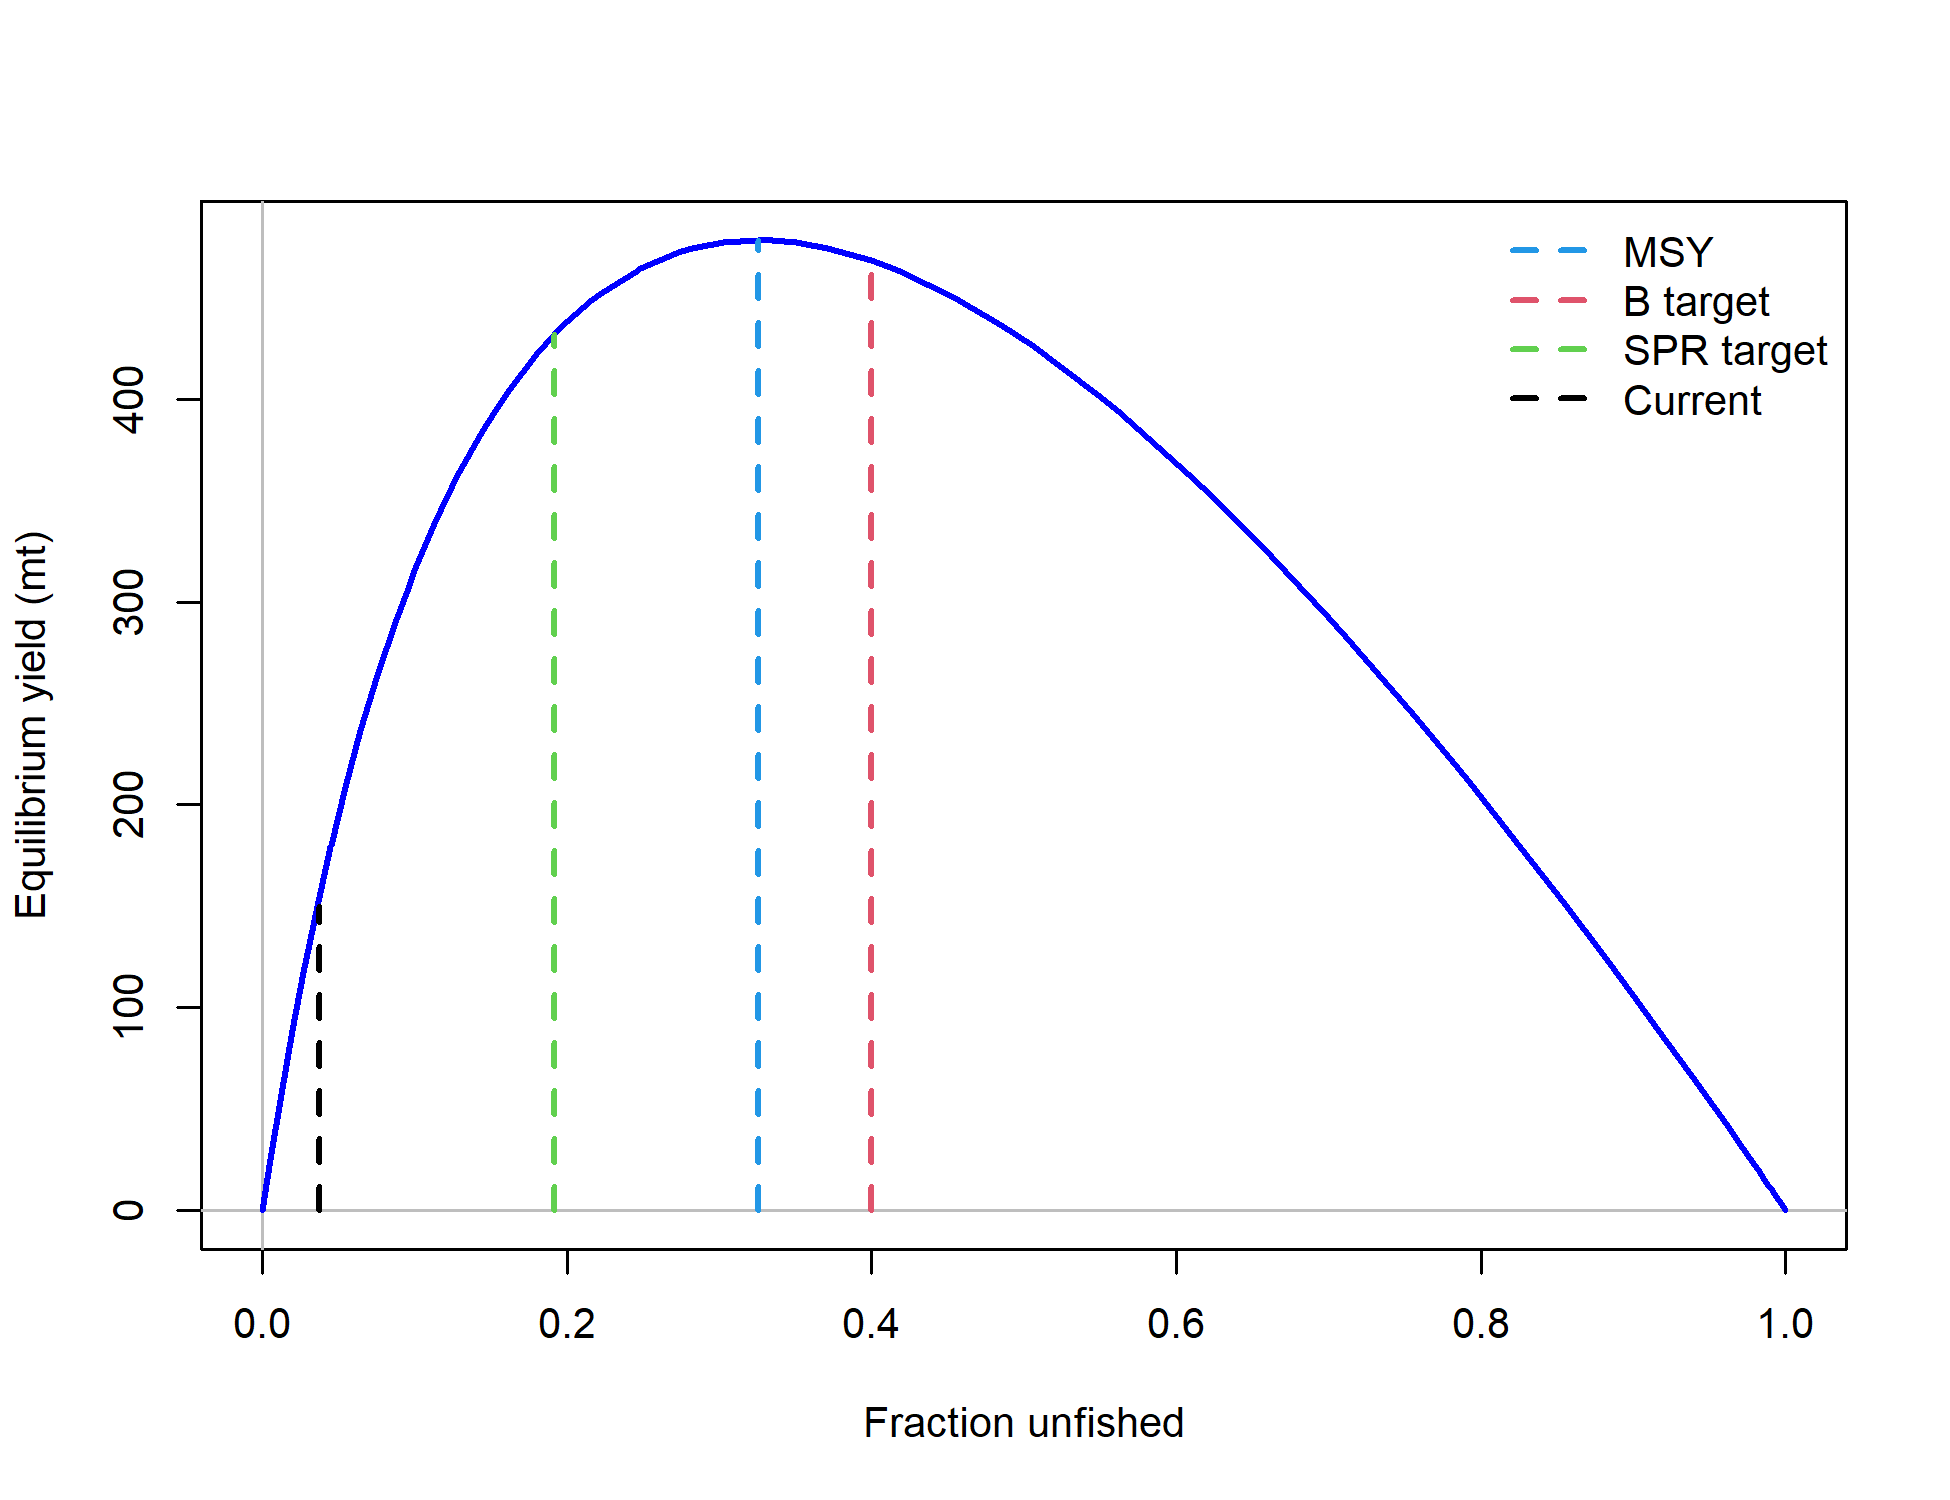 MSY
B target
SPR target
Current
Equilibrium yield (mt)
400
300
200
100
0
0.0 0.2 0.4 0.6 0.8 1.0
Fraction unfished